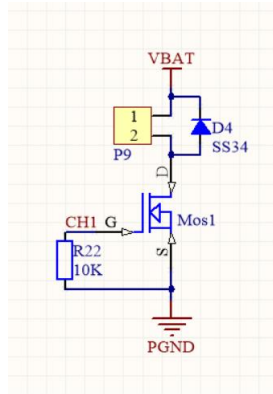 VBAT
1
2
P9
D4
SS34
D
CH1 G
Mos1
S
R22
10K
PGND